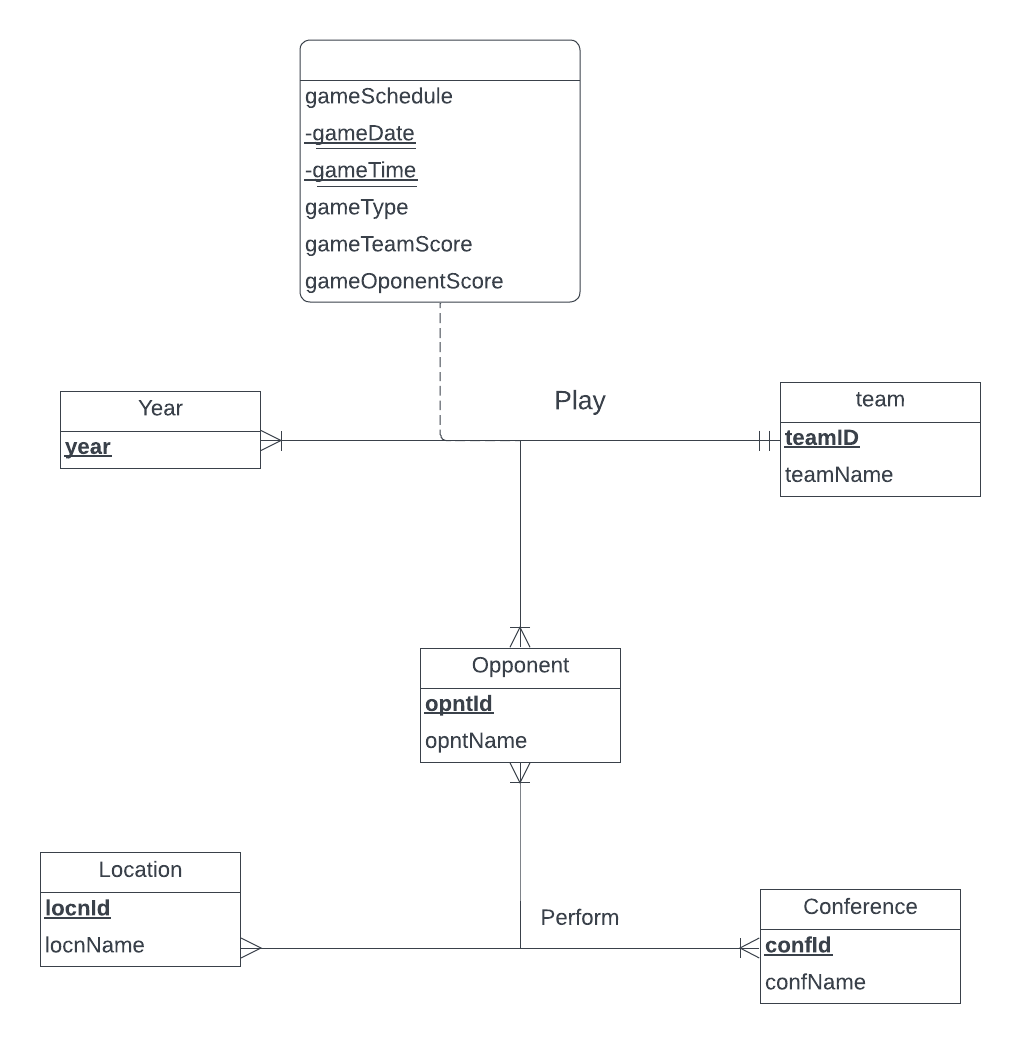 gameSchedule
-gameDate
-gameTime
gameType
gameTeamScore
gameOponentScore
Play
Year
year
team
teamID
teamName
Opponent
opntId
opntName
Location
locnId
locnName
Perform
Conference
confId
confName